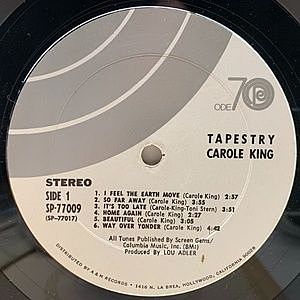 ODE 70
TAPESTRY
CAROLE KING
STEREO
SIDE 1
SP-77009
(SP-77017)
1. I FEEL THE EARTH MOVE (Carole King) 2:57
2. SO FAR AWAY (Carole King) 3:55
3. IT'S TOO LATE (Carole King-Toni Stern) 3:51
4. HOME AGAIN (Carole King) 2:27
5. BEAUTIFUL (Carole King) 3:05
6. WAY OVER YONDER (Carole King) 4:42
All Tunes Published By Screen Gems/
Columbia Music, Inc. (BMI)
Produced By LOU ADLER
DISTRIBUTED BY A & M RECORDS • 1416 N. LA BREA, HOLLYWOOD, CALIFORNIA 90028